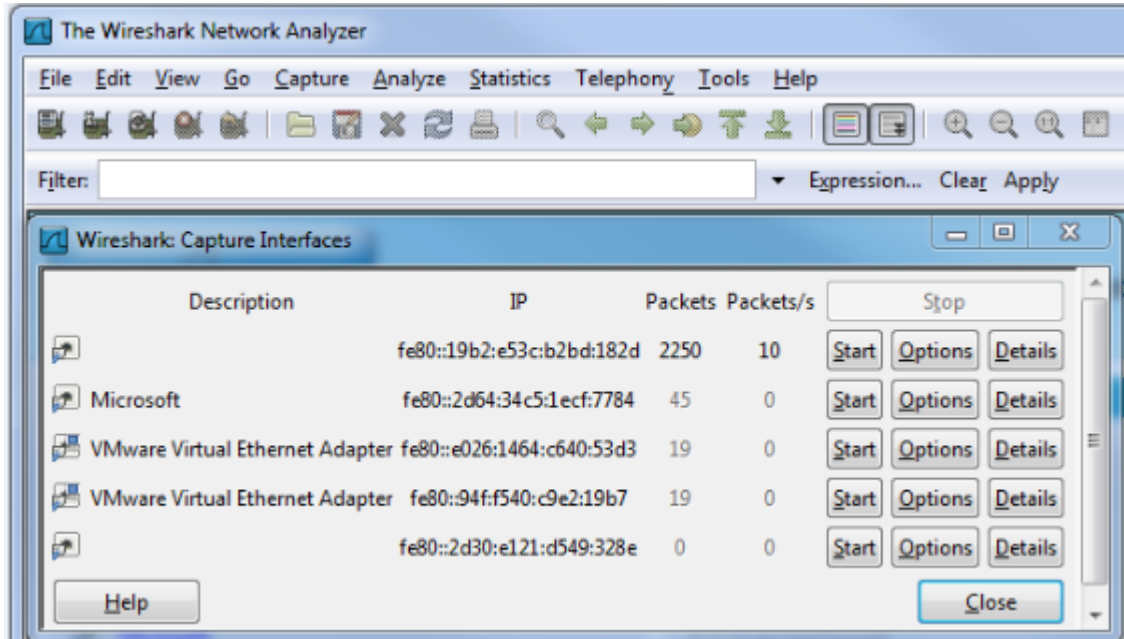 The Wireshark Network Analyzer
File Edit View Go Capture Analyze Statistics Telephony Tools Help
Filter: Expression... Clear Apply
Wireshark: Capture Interfaces
Description IP Packets Packets/s Stop
fe80::19b2:e53c:b2bd:182d 2250 10 Start Options Details
Microsoft fe80::2d64:34c5:1ecf:7784 45 0 Start Options Details
VMware Virtual Ethernet Adapter fe80::e026:1464:c640:53d3 19 0 Start Options Details
VMware Virtual Ethernet Adapter fe80::94f:f540:c9e2:19b7 19 0 Start Options Details
fe80::2d30:e121:d549:328e 0 0 Start Options Details
Help Close